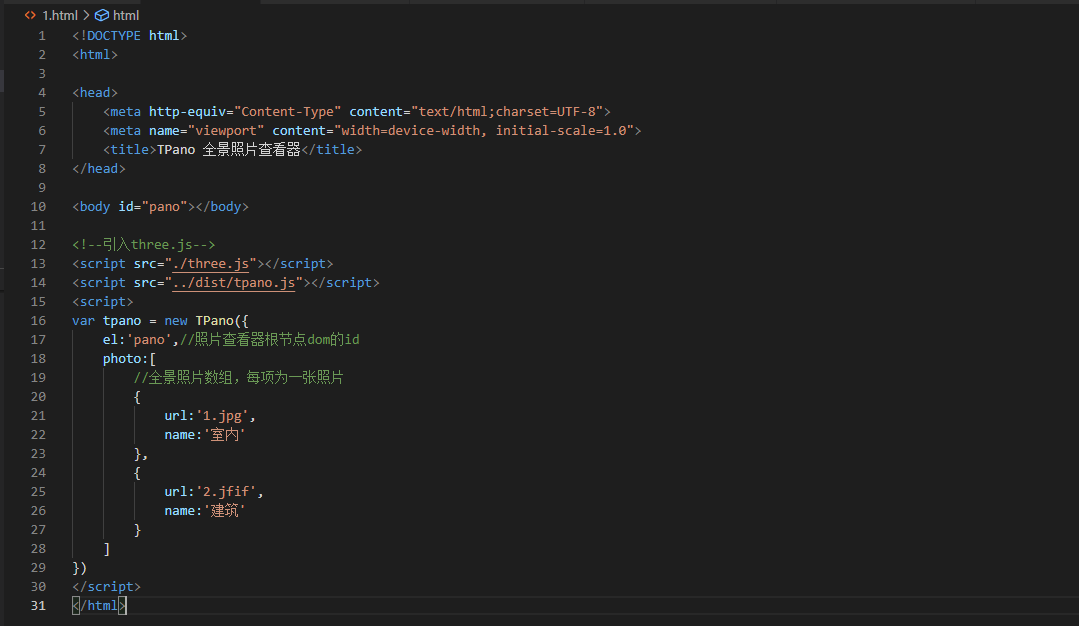 1.html > html
1 <!DOCTYPE html>
2 <html>
3
4 <head>
5     <meta http-equiv="Content-Type" content="text/html;charset=UTF-8">
6     <meta name="viewport" content="width=device-width, initial-scale=1.0">
7     <title>TPano 全景照片查看器</title>
8 </head>
9
10 <body id="pano"></body>
11
12 <!--引入three.js-->
13 <script src="./three.js"></script>
14 <script src="../dist/tpano.js"></script>
15 <script>
16 var tpano = new TPano({
17     el:'pano',//照片查看器根节点dom的id
18     photo:[
19         //全景照片数组，每项为一张照片
20         {
21             url:'1.jpg',
22             name:'室内'
23         },
24         {
25             url:'2.jfif',
26             name:'建筑'
27         }
28     ]
29 })
30 </script>
31 </html>